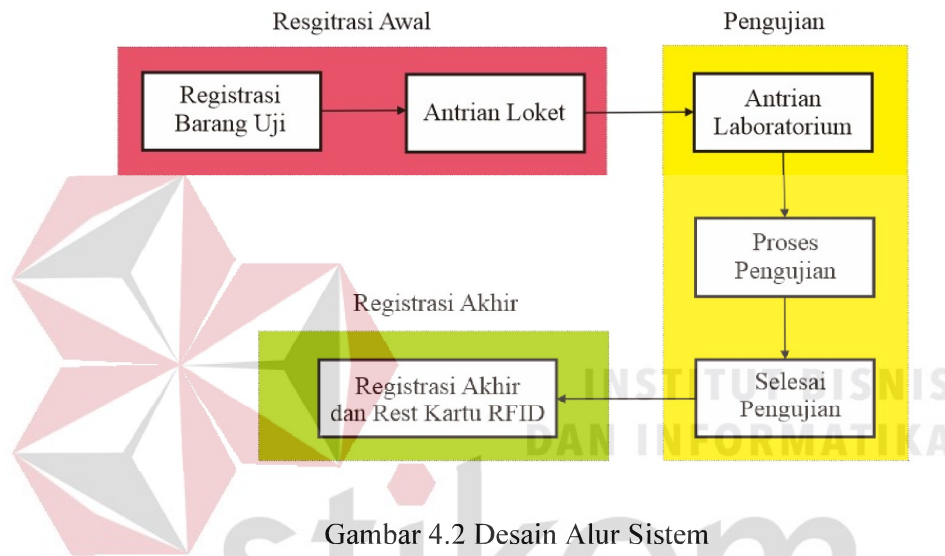 Resgitrasi Awal
Pengujian
Registrasi
Barang Uji
Antrian Loket
Antrian
Laboratorium
Proses
Pengujian
Registrasi Akhir
Registrasi Akhir
dan Rest Kartu RFID
Selesai
Pengujian
INSTITUT BISNIS
DAN INFORMATIKA
stikom
Gambar 4.2 Desain Alur Sistem